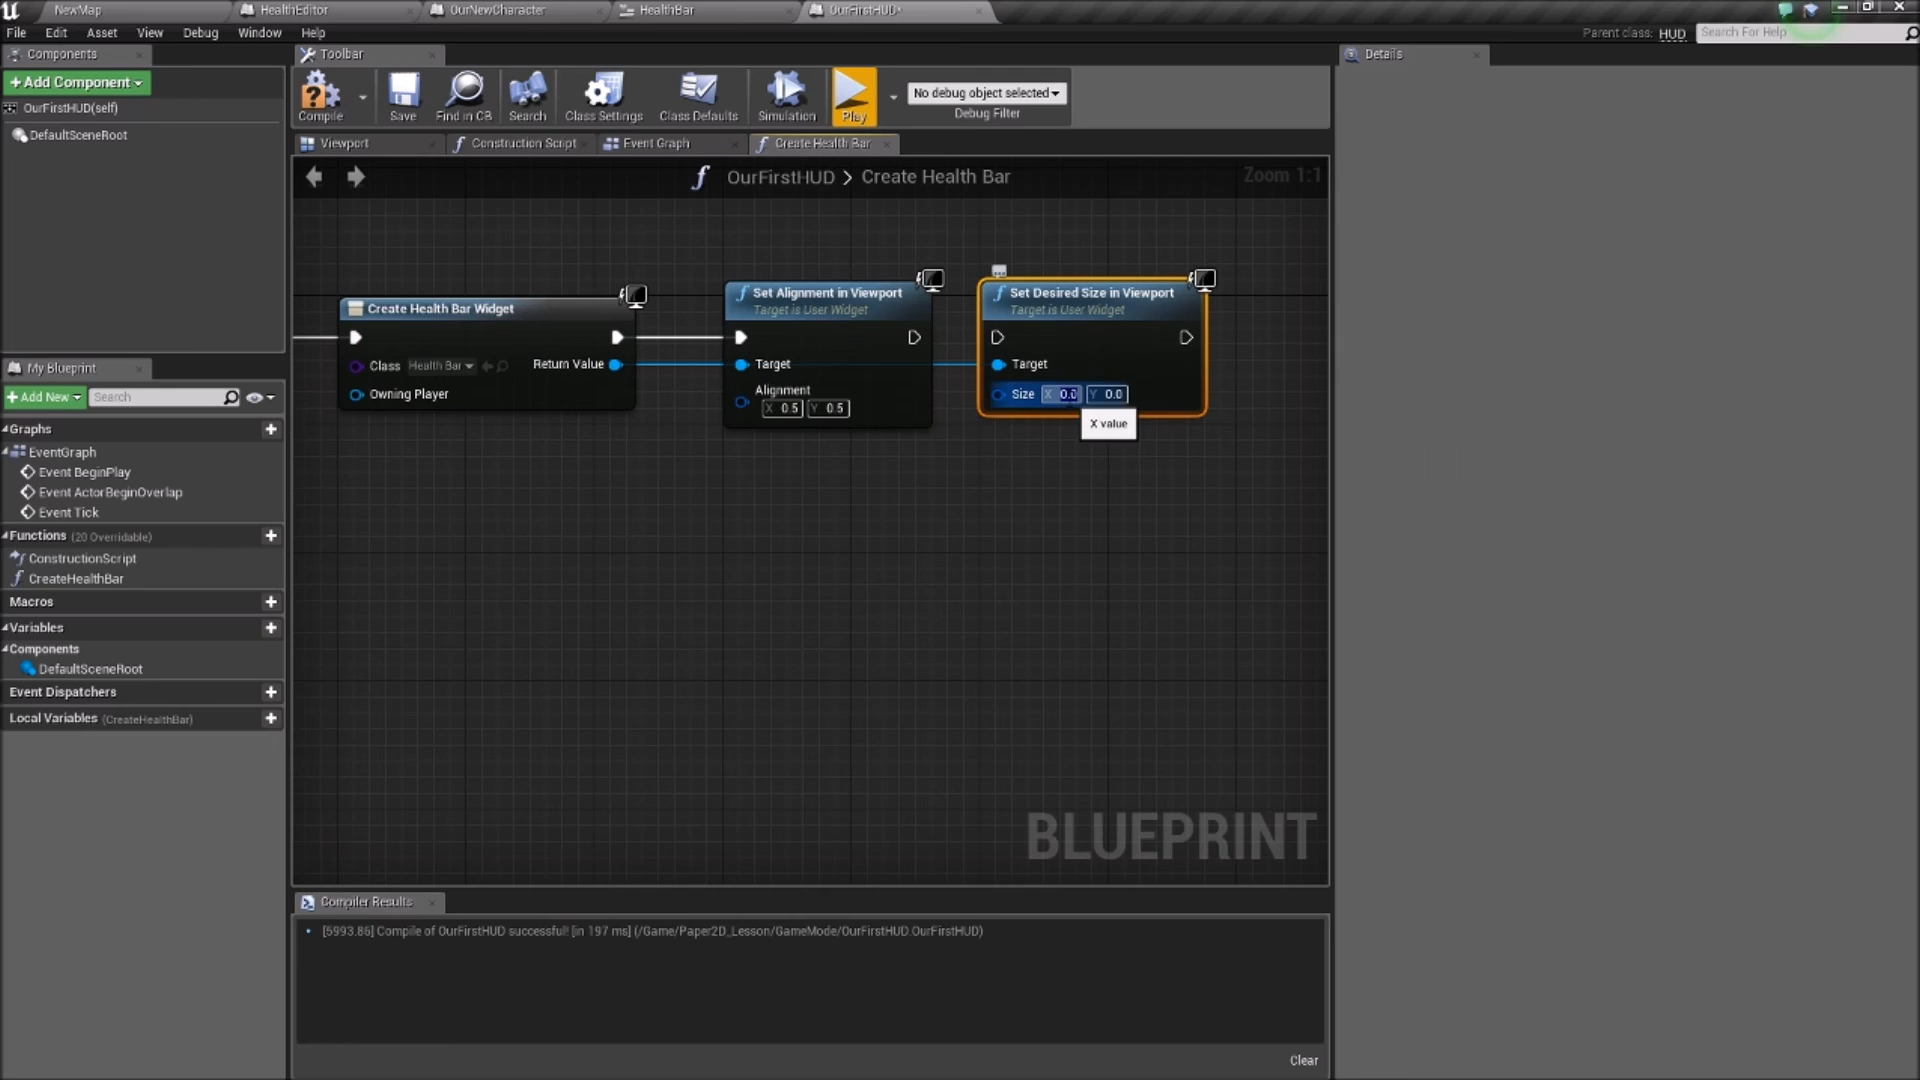 NewMap
HealthEditor
OurNewCharacter
HealthBar
OurFirstHUD*
File Edit Asset View Debug Window Help
Parent class: HUD
Search For Help
Components
Toolbar
Details
+Add Component
OurFirstHUD(self)
DefaultSceneRoot
Compile
Save
Find in CB
Search
Class Settings
Class Defaults
Simulation
Play
No debug object selected
Debug Filter
Viewport
Construction Script
Event Graph
Create Health Bar
OurFirstHUD > Create Health Bar
Zoom 1:1
Create Health Bar Widget
Class Health Bar
Return Value
Owning Player
Set Alignment in Viewport
Target is User Widget
Target
Alignment
X 0.5 Y 0.5
Set Desired Size in Viewport
Target is User Widget
Target
Size X 0.0 Y 0.0
X value
BLUEPRINT
My Blueprint
+Add New
Search
Graphs
EventGraph
Event BeginPlay
Event ActorBeginOverlap
Event Tick
Functions (20 Overridable)
ConstructionScript
CreateHealthBar
Macros
Variables
Components
DefaultSceneRoot
Event Dispatchers
Local Variables (CreateHealthBar)
Compiler Results
[5993.86] Compile of OurFirstHUD successful! [in 197 ms] (/Game/Paper2D_Lesson/GameMode/OurFirstHUD.OurFirstHUD)
Clear